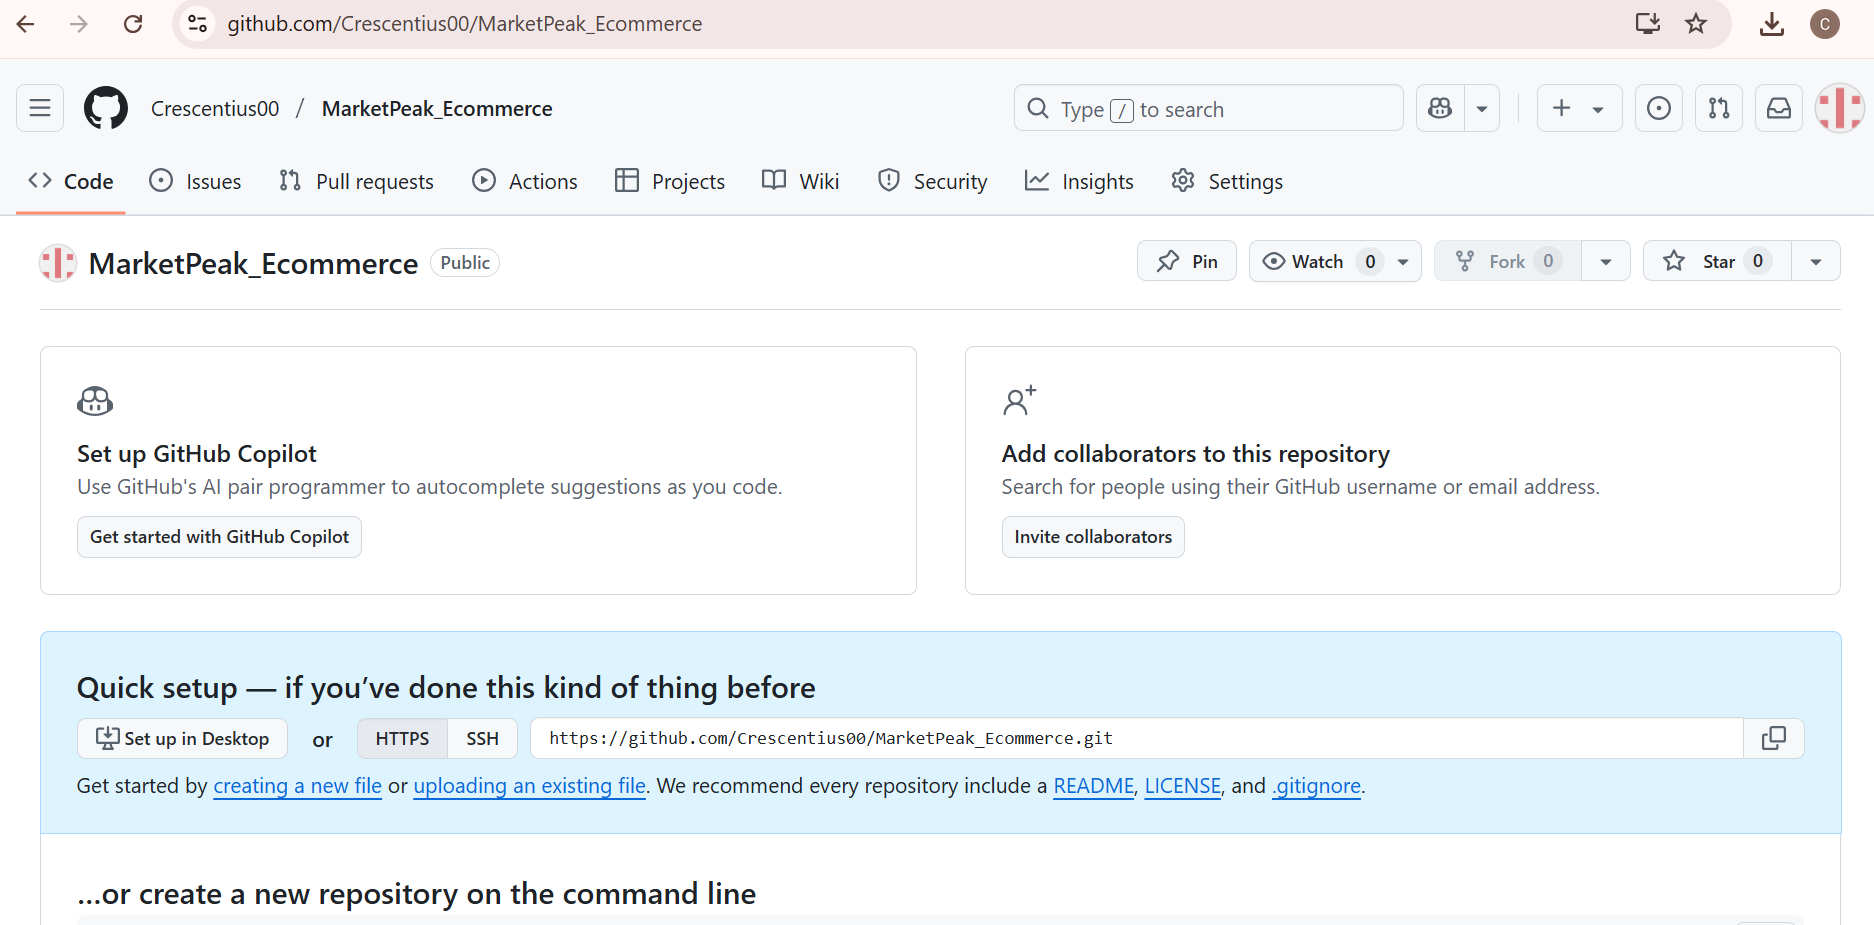 github.com/Crescentius00/MarketPeak_Ecommerce
C
Crescentius00 / MarketPeak_Ecommerce
Type / to search
Code Issues Pull requests Actions Projects Wiki Security Insights Settings
MarketPeak_Ecommerce Public
Pin Watch 0 Fork 0 Star 0
Set up GitHub Copilot
Use GitHub's AI pair programmer to autocomplete suggestions as you code.
Get started with GitHub Copilot
Add collaborators to this repository
Search for people using their GitHub username or email address.
Invite collaborators
Quick setup — if you’ve done this kind of thing before
Set up in Desktop or HTTPS SSH https://github.com/Crescentius00/MarketPeak_Ecommerce.git
Get started by creating a new file or uploading an existing file. We recommend every repository include a README, LICENSE, and .gitignore.
…or create a new repository on the command line